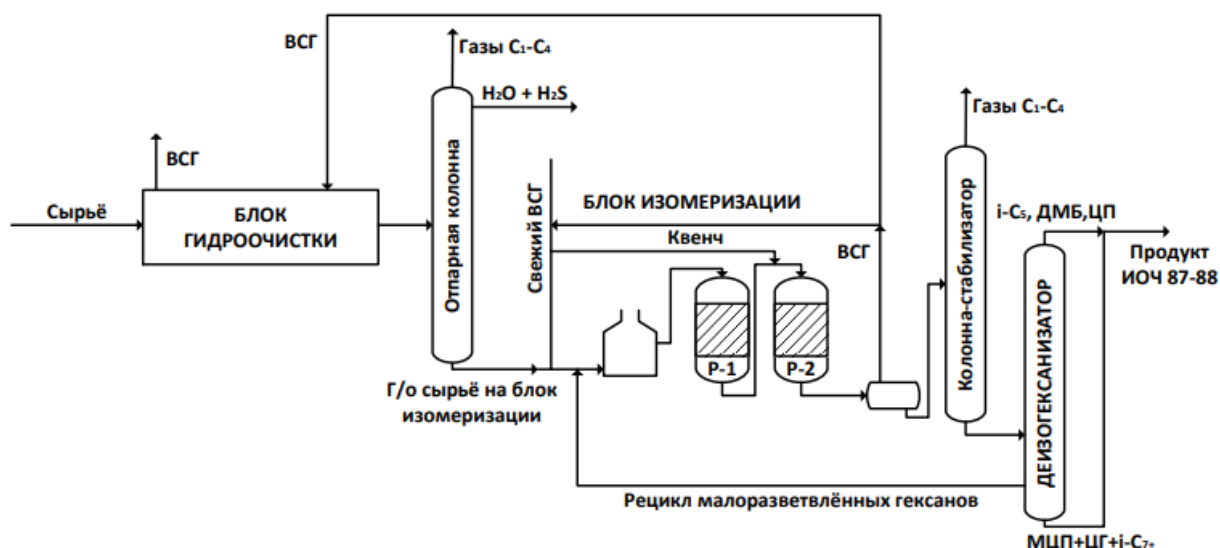 ВСГ
Газы C₁-C₄
H₂O + H₂S
Газы C₁-C₄
ВСГ
Сырьё
БЛОК
ГИДРООЧИСТКИ
Отпарная колонна
Свежий ВСГ
БЛОК ИЗОМЕРИЗАЦИИ
Квенч
ВСГ
Р-1
Р-2
Колонна-стабилизатор
i-C₅, ДМБ,ЦП
Продукт
ИОЧ 87-88
ДЕИЗОГЕКСАНИЗАТОР
Г/о сырьё на блок
изомеризации
Рецикл малоразветвлённых гексанов
МЦП+ЦГ+i-C₇₊